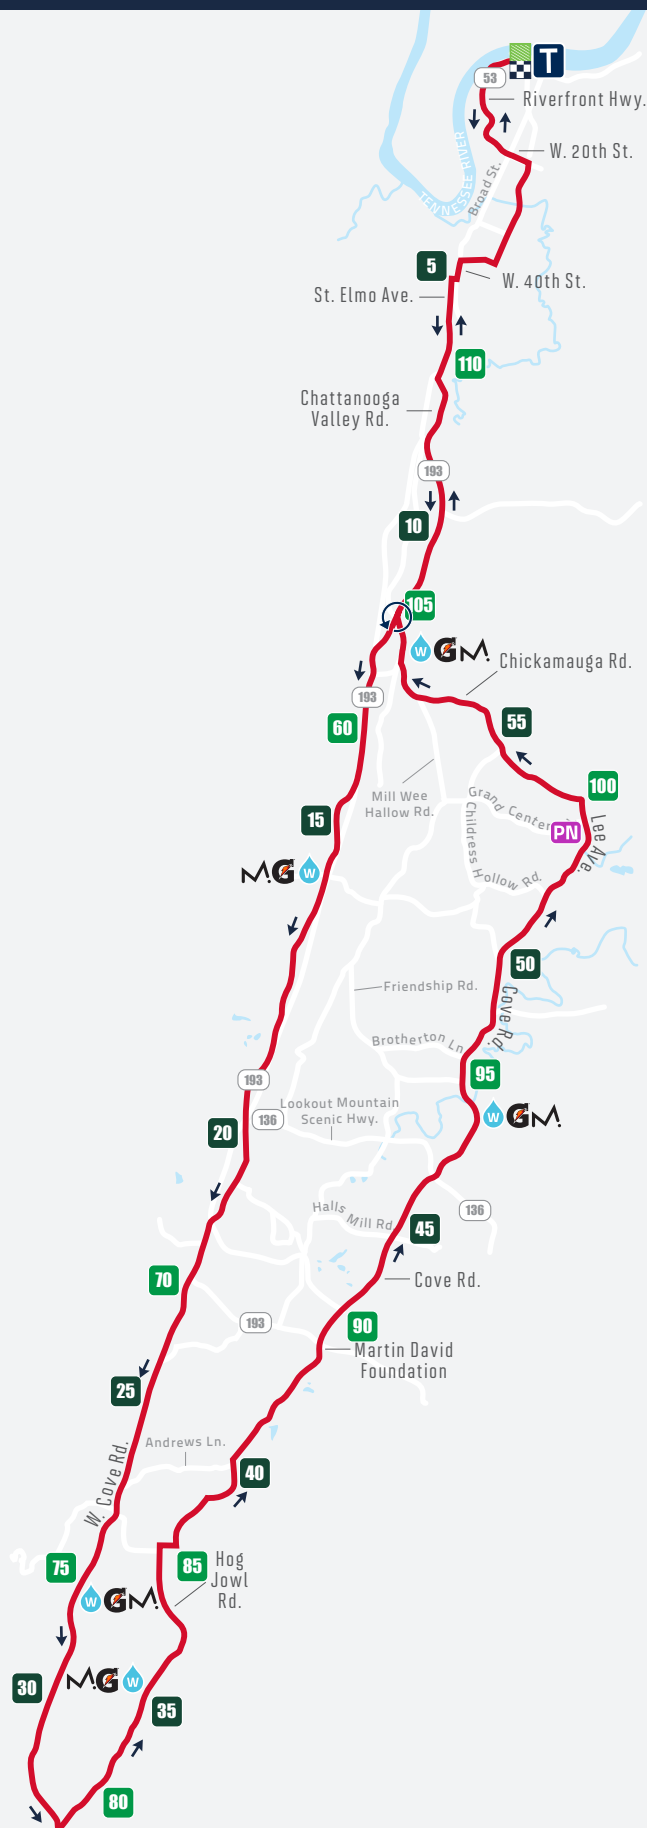 T
53
Riverfront Hwy.
W. 20th St.
TENNESSEE RIVER
Broad St.
5
W. 40th St.
St. Elmo Ave.
110
Chattanooga
Valley Rd.
193
10
105
W G M.
Chickamauga Rd.
193
60
55
Mill Wee
Hallow Rd.
100
15
Grand Center
PN
Lee Ave.
Childress Hollow Rd.
M. G W
50
Friendship Rd.
Cove Rd.
Brotherton Ln.
95
193
Lookout Mountain
Scenic Hwy.
136
W G M.
20
136
Halls Mill Rd.
45
70
Cove Rd.
193
90
Martin David
Foundation
25
W. Cove Rd.
Andrews Ln.
40
75
85
Hog
Jowl
Rd.
W G M.
M. G W
30
35
80